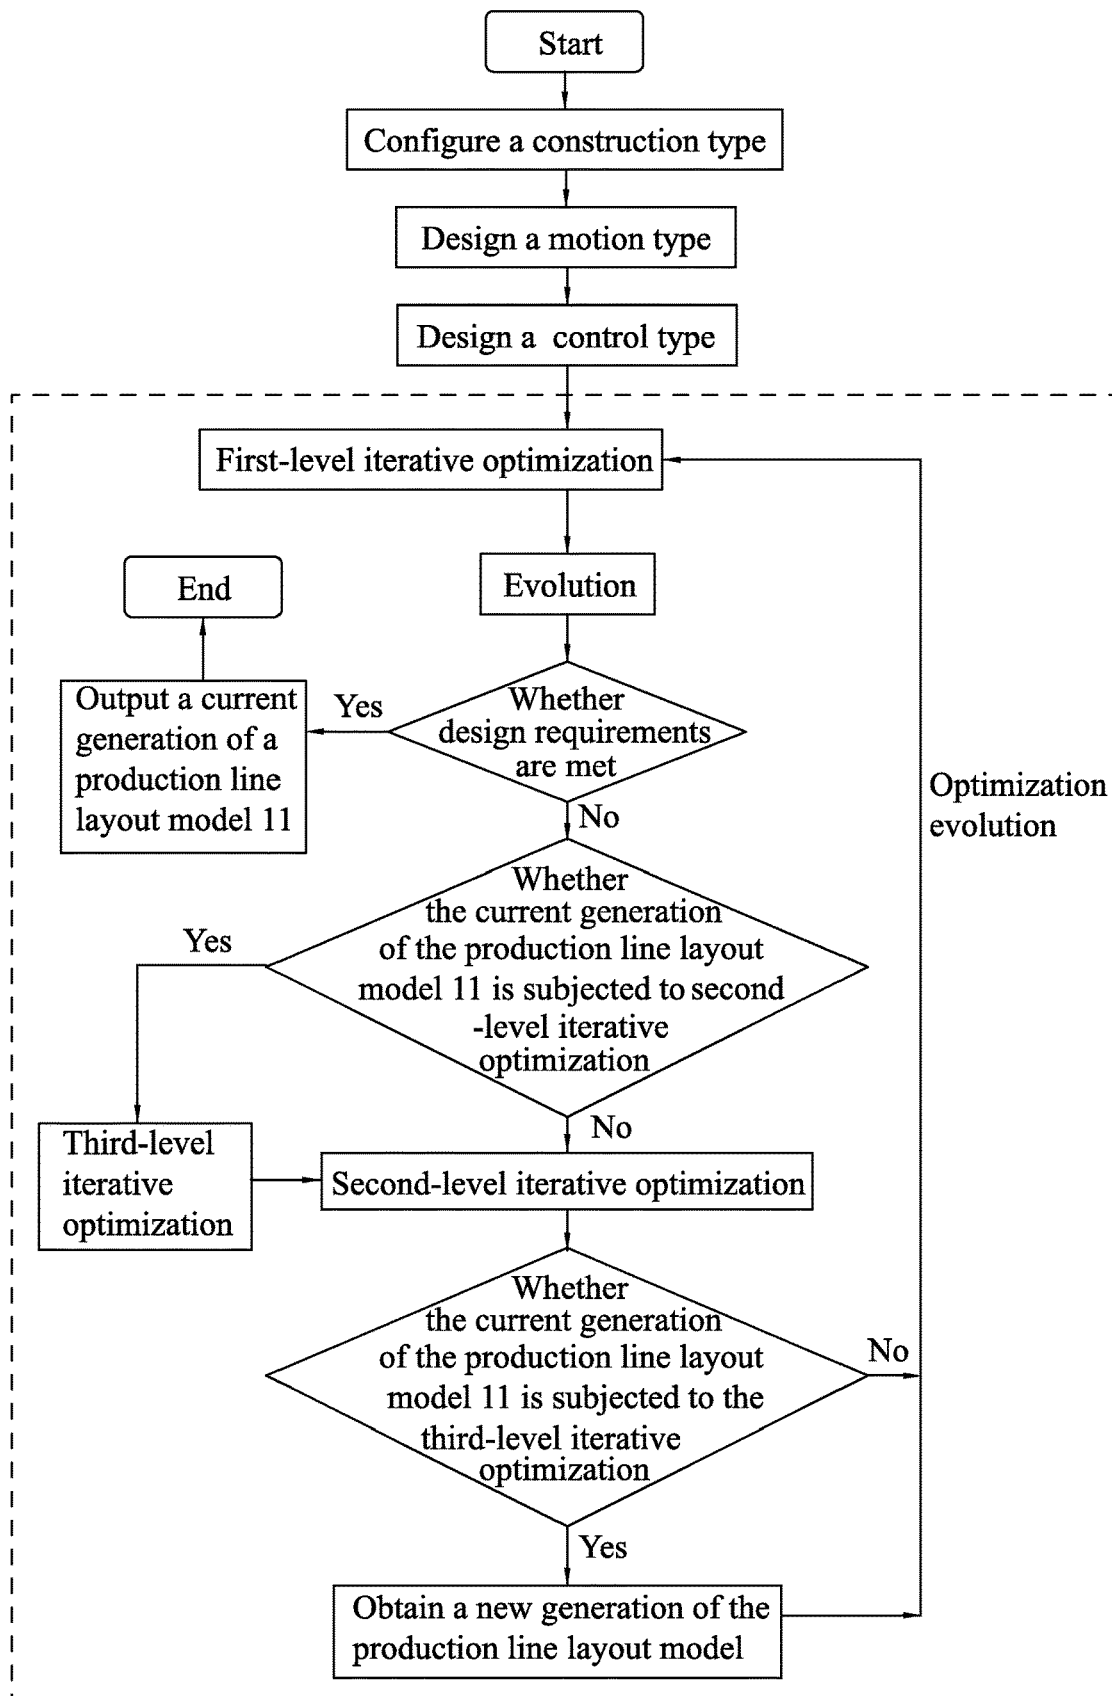 Start
Configure a construction type
Design a motion type
Design a control type
First-level iterative optimization
Evolution
End
Whether
design requirements
are met
Yes
Output a current
generation of a
production line
layout model 11
No
Optimization
evolution
Whether
the current generation
of the production line layout
model 11 is subjected to second
-level iterative
optimization
Yes
No
Third-level
iterative
optimization
Second-level iterative optimization
Whether
the current generation
of the production line layout
model 11 is subjected to the
third-level iterative
optimization
No
Yes
Obtain a new generation of the
production line layout model